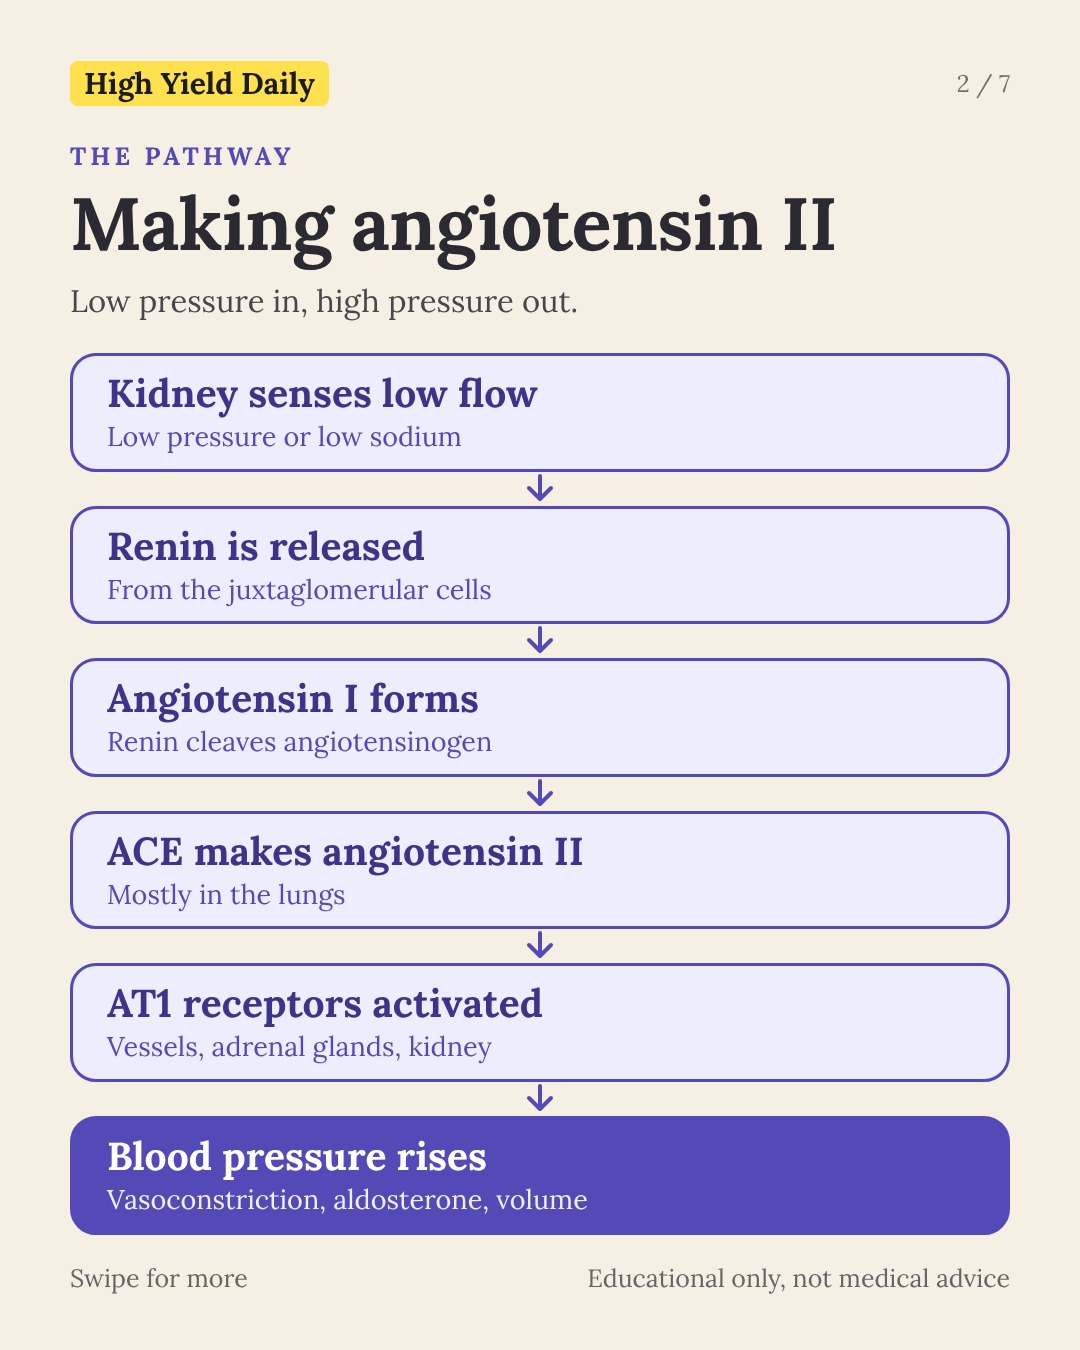 High Yield Daily
2 / 7
THE PATHWAY
Making angiotensin II
Low pressure in, high pressure out.
Kidney senses low flow
Low pressure or low sodium
Renin is released
From the juxtaglomerular cells
Angiotensin I forms
Renin cleaves angiotensinogen
ACE makes angiotensin II
Mostly in the lungs
AT1 receptors activated
Vessels, adrenal glands, kidney
Blood pressure rises
Vasoconstriction, aldosterone, volume
Swipe for more
Educational only, not medical advice